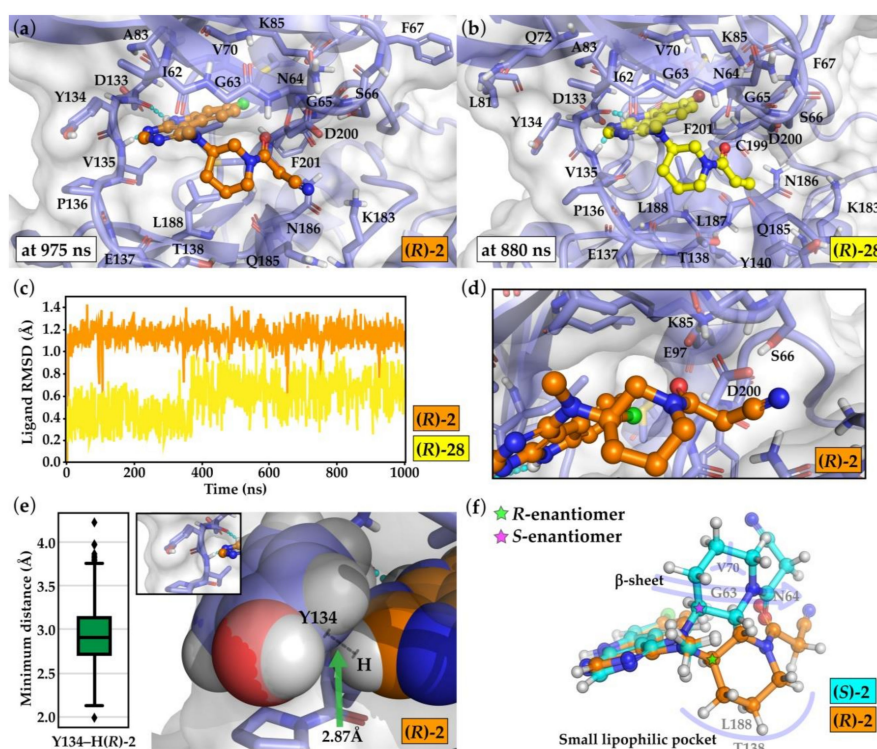 (a)
K85
F67
A83
V70
D133
I62
G63
N64
Y134
G65
S66
D200
V135
F201
P136
L188
N186
K183
at 975 ns
T138
E137
Q185
(R)-2
(b)
K85
Q72
A83
V70
F67
I62
G63
N64
D133
G65
L81
S66
Y134
F201
D200
C199
V135
N186
P136
L188
L187
K183
Q185
at 880 ns
E137
T138
Y140
(R)-28
(c)
Ligand RMSD (Å)
1.4
1.2
1.0
0.8
0.6
0.4
0.2
0.0
0
200
400
600
800
1000
Time (ns)
(R)-2
(R)-28
(d)
K85
E97
S66
D200
(R)-2
(e)
Minimum distance (Å)
4.0
3.5
3.0
2.5
2.0
Y134–H(R)-2
Y134
H
2.87Å
(R)-2
(f)
R-enantiomer
S-enantiomer
V70
β-sheet
G63
N64
(S)-2
(R)-2
L188
Small lipophilic pocket
T138